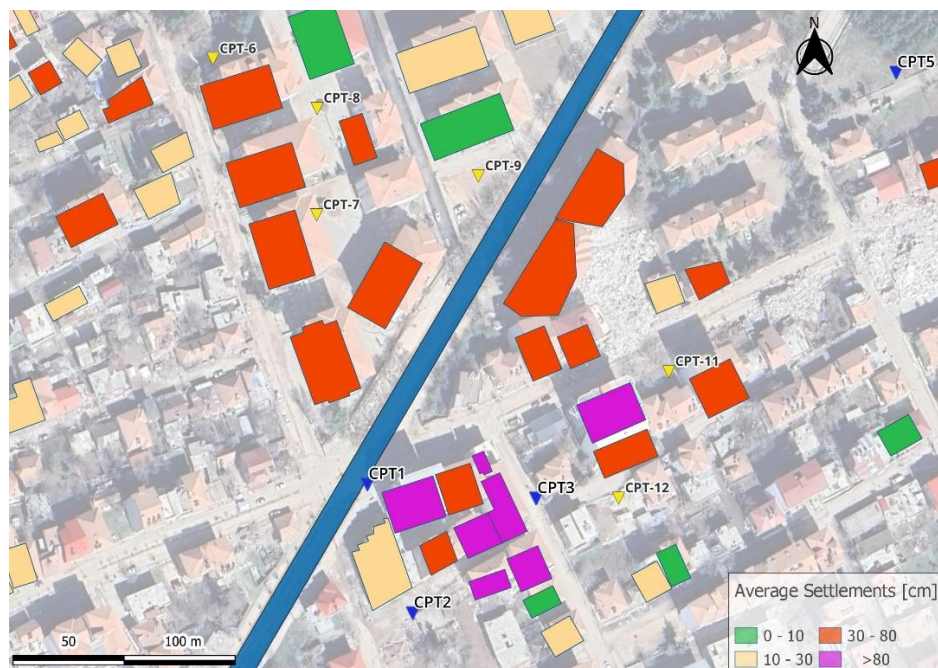 N
CPT-6
CPT5
CPT-8
CPT-9
CPT-7
CPT-11
CPT1
CPT3
CPT-12
CPT2
Average Settlements [cm]
0 - 10
30 - 80
10 - 30
>80
50
100 m